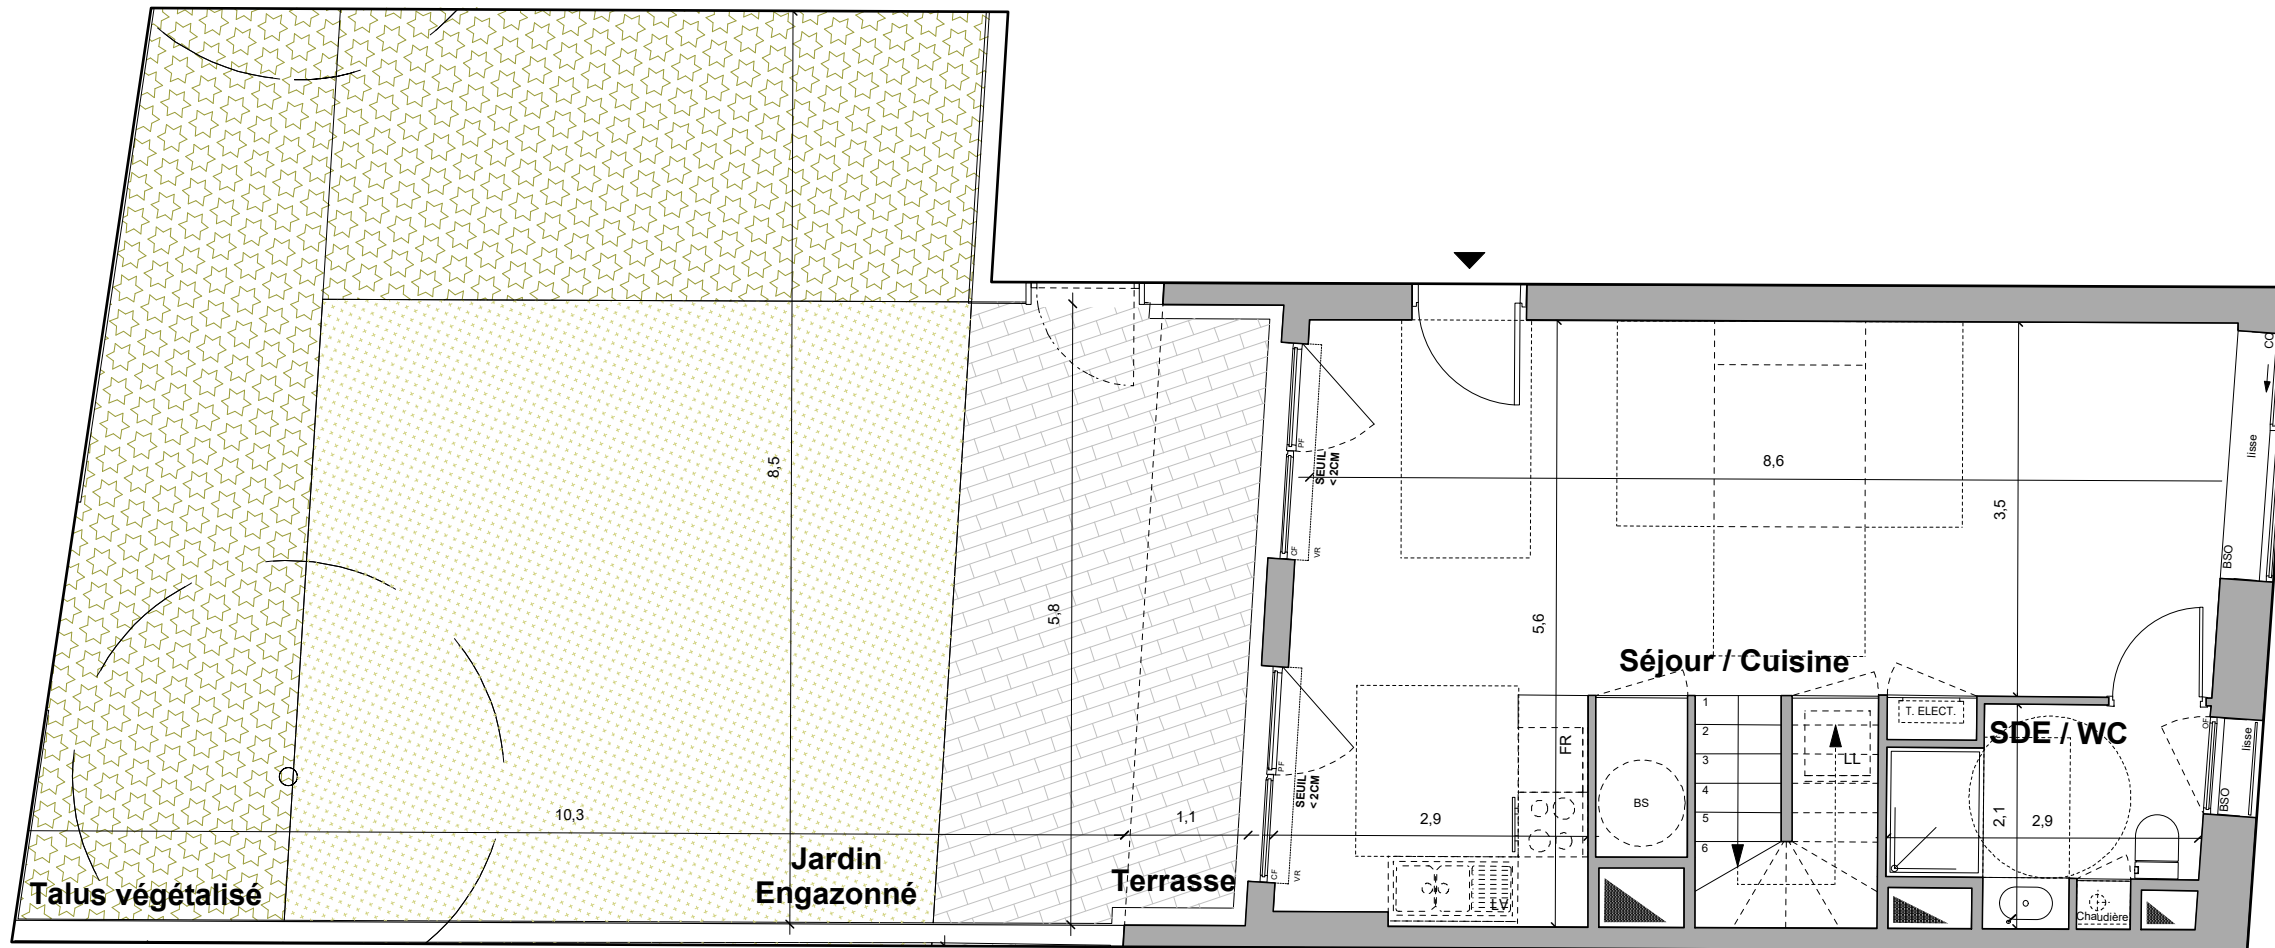 8,5
5,8
10,3
1,1
Talus végétalisé
Jardin
Engazonné
Terrasse
PF
SEUIL
< 2CM
CF
VR
PF
SEUIL
< 2CM
CF
VR
8,6
3,5
5,6
2,9
Séjour / Cuisine
FR
LV
BS
1
2
3
4
5
6
LL
T. ELECT.
SDE / WC
2,1
2,9
Chaudière
CO
lisse
BSO
OF
lisse
BSO